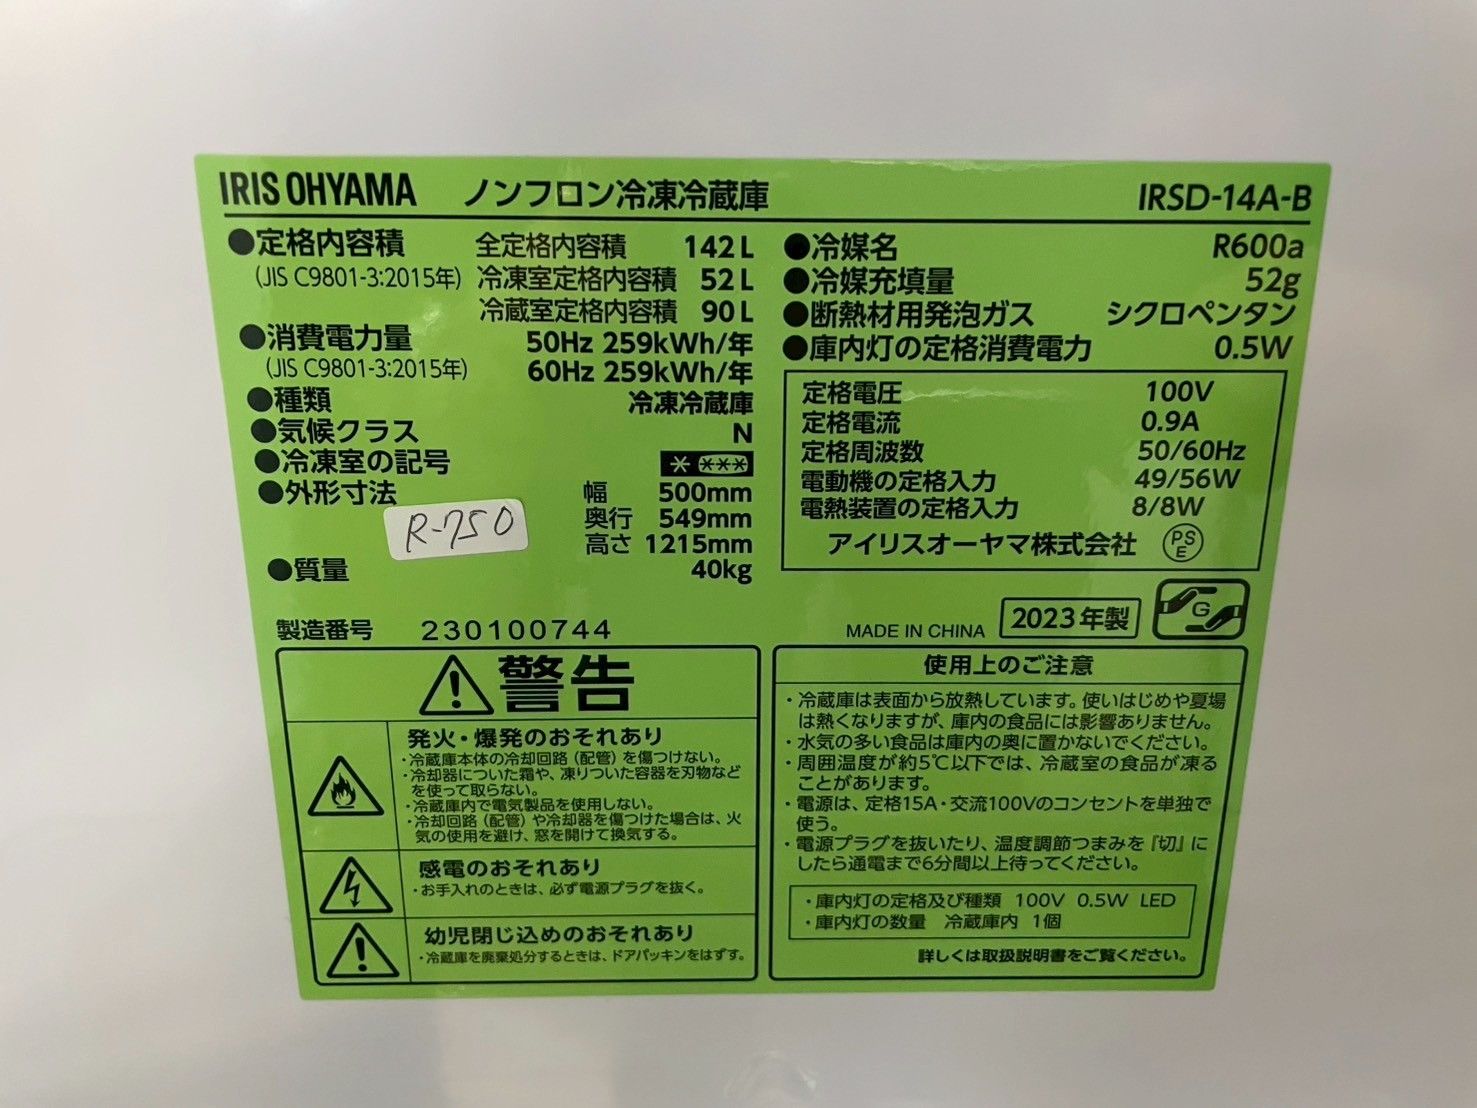 IRIS OHYAMA ノンフロン冷凍冷蔵庫 IRSD-14A-B
●定格内容積 全定格内容積 142L
(JIS C9801-3:2015年) 冷凍室定格内容積 52L
冷蔵室定格内容積 90L
●消費電力量 50Hz 259kWh/年
(JIS C9801-3:2015年) 60Hz 259kWh/年
●種類 冷凍冷蔵庫
●気候クラス N
●冷凍室の記号
●外形寸法 幅 500mm
奥行 549mm
高さ 1215mm
R-750
●質量 40kg
●冷媒名 R600a
●冷媒充填量 52g
●断熱材用発泡ガス シクロペンタン
●庫内灯の定格消費電力 0.5W
定格電圧 100V
定格電流 0.9A
定格周波数 50/60Hz
電動機の定格入力 49/56W
電熱装置の定格入力 8/8W
アイリスオーヤマ株式会社 PSE
製造番号 230100744
MADE IN CHINA 2023年製 G
警告
発火・爆発のおそれあり
・冷蔵庫本体の冷却回路(配管)を傷つけない。
・冷却器についた霜や、凍りついた容器を刃物など
を使って取らない。
・冷蔵庫内で電気製品を使用しない。
・冷却回路(配管)や冷却器を傷つけた場合は、火
気の使用を避け、窓を開けて換気する。
感電のおそれあり
・お手入れのときは、必ず電源プラグを抜く。
幼児閉じ込めのおそれあり
・冷蔵庫を廃棄処分するときは、ドアパッキンをはずす。
使用上のご注意
・冷蔵庫は表面から放熱しています。使いはじめや夏場
は熱くなりますが、庫内の食品には影響ありません。
・水気の多い食品は庫内の奥に置かないでください。
・周囲温度が約5℃以下では、冷蔵室の食品が凍る
ことがあります。
・電源は、定格15A・交流100Vのコンセントを単独で
使う。
・電源プラグを抜いたり、温度調節つまみを『切』に
したら通電まで6分間以上待ってください。
・庫内灯の定格及び種類 100V 0.5W LED
・庫内灯の数量 冷蔵庫内 1個
詳しくは取扱説明書をご覧ください。